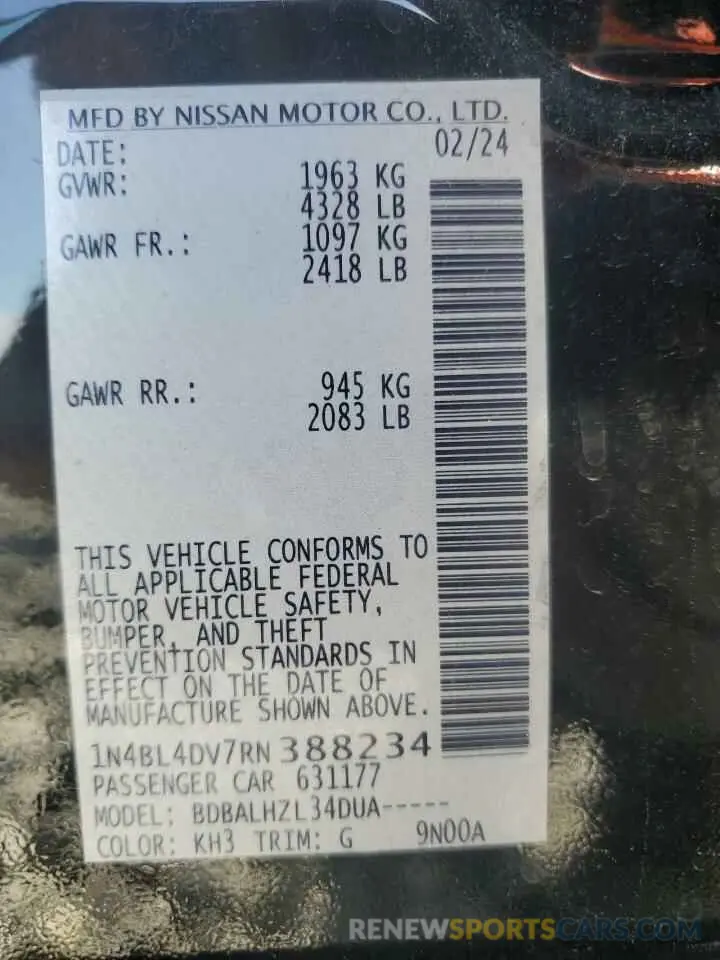 MFD BY NISSAN MOTOR CO., LTD.
DATE: 02/24
GVWR: 1963 KG
4328 LB
GAWR FR.: 1097 KG
2418 LB
GAWR RR.: 945 KG
2083 LB
THIS VEHICLE CONFORMS TO
ALL APPLICABLE FEDERAL
MOTOR VEHICLE SAFETY,
BUMPER, AND THEFT
PREVENTION STANDARDS IN
EFFECT ON THE DATE OF
MANUFACTURE SHOWN ABOVE.
1N4BL4DV7RN388234
PASSENGER CAR 631177
MODEL: BDBALHZL34DUA-----
COLOR: KH3 TRIM: G 9N00A
RENEWSPORTSCARS.COM